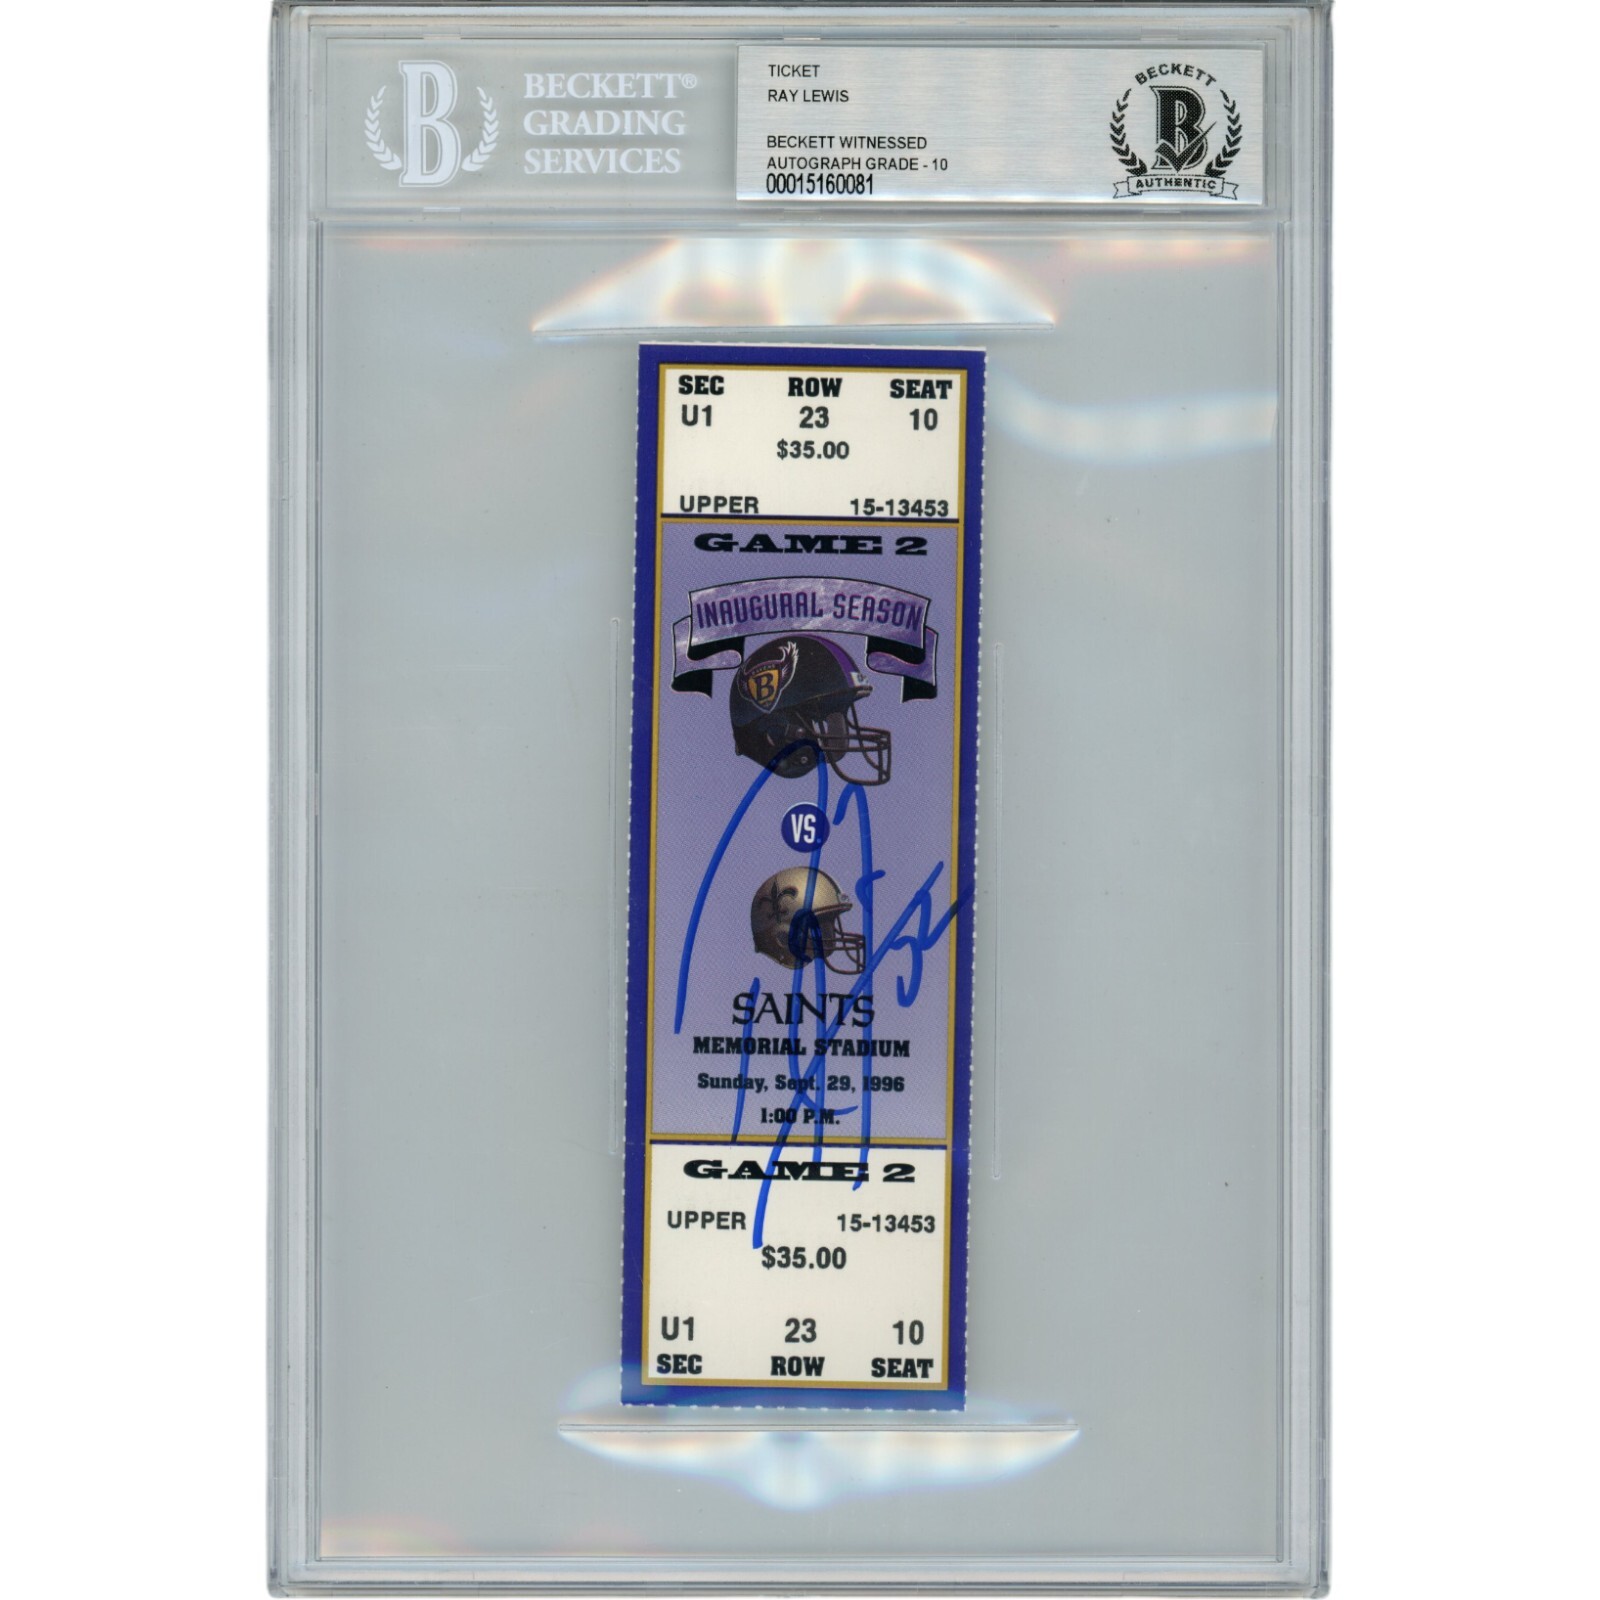 BECKETT®
GRADING
SERVICES
TICKET
RAY LEWIS
BECKETT WITNESSED
AUTOGRAPH GRADE - 10
00015160081
BECKETT
B
AUTHENTIC
B
SEC ROW SEAT
U1 23 10
$35.00
UPPER 15-13453
GAME 2
INAUGURAL SEASON
B
VS.
SAINTS
MEMORIAL STADIUM
Sunday, Sept. 29, 1996
1:00 P.M.
52
GAME 2
UPPER 15-13453
$35.00
U1 23 10
SEC ROW SEAT